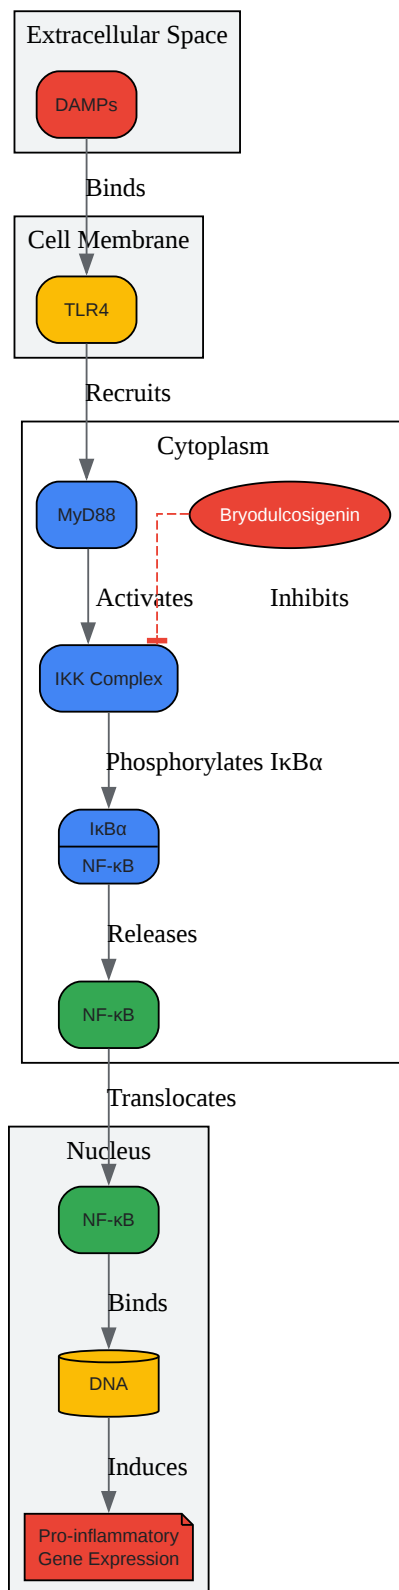 Extracellular Space
DAMPs
Binds
Cell Membrane
TLR4
Recruits
Cytoplasm
MyD88
Bryodulcosigenin
Activates
Inhibits
IKK Complex
Phosphorylates IκBα
IκBα
NF-κB
Releases
NF-κB
Translocates
Nucleus
NF-κB
Binds
DNA
Induces
Pro-inflammatory
Gene Expression